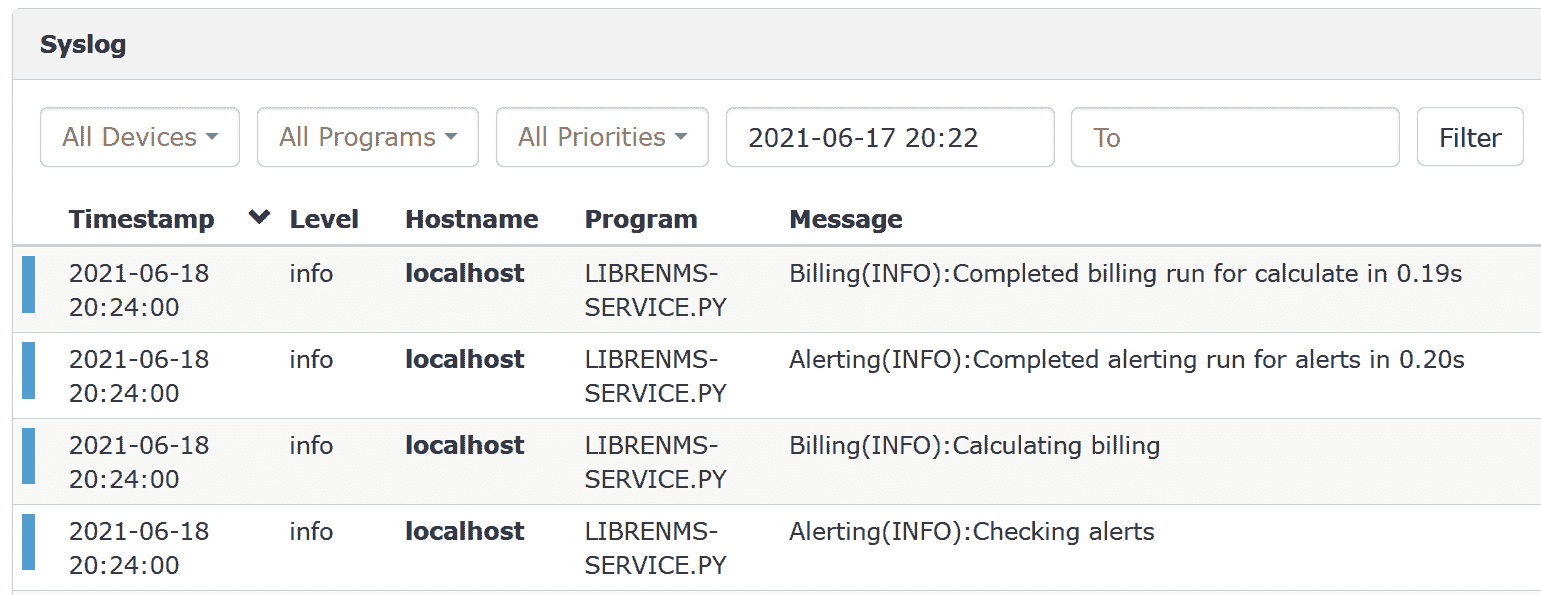 Syslog
All Devices All Programs All Priorities 2021-06-17 20:22 To Filter
Timestamp Level Hostname Program Message
2021-06-18 info localhost LIBRENMS- Billing(INFO):Completed billing run for calculate in 0.19s
20:24:00 SERVICE.PY
2021-06-18 info localhost LIBRENMS- Alerting(INFO):Completed alerting run for alerts in 0.20s
20:24:00 SERVICE.PY
2021-06-18 info localhost LIBRENMS- Billing(INFO):Calculating billing
20:24:00 SERVICE.PY
2021-06-18 info localhost LIBRENMS- Alerting(INFO):Checking alerts
20:24:00 SERVICE.PY